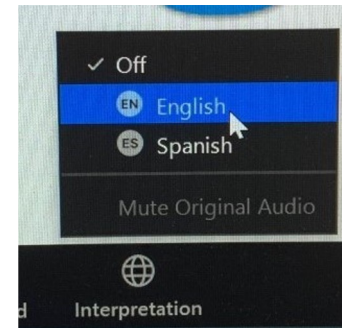 ✓ Off
EN English
ES Spanish
Mute Original Audio
d Interpretation